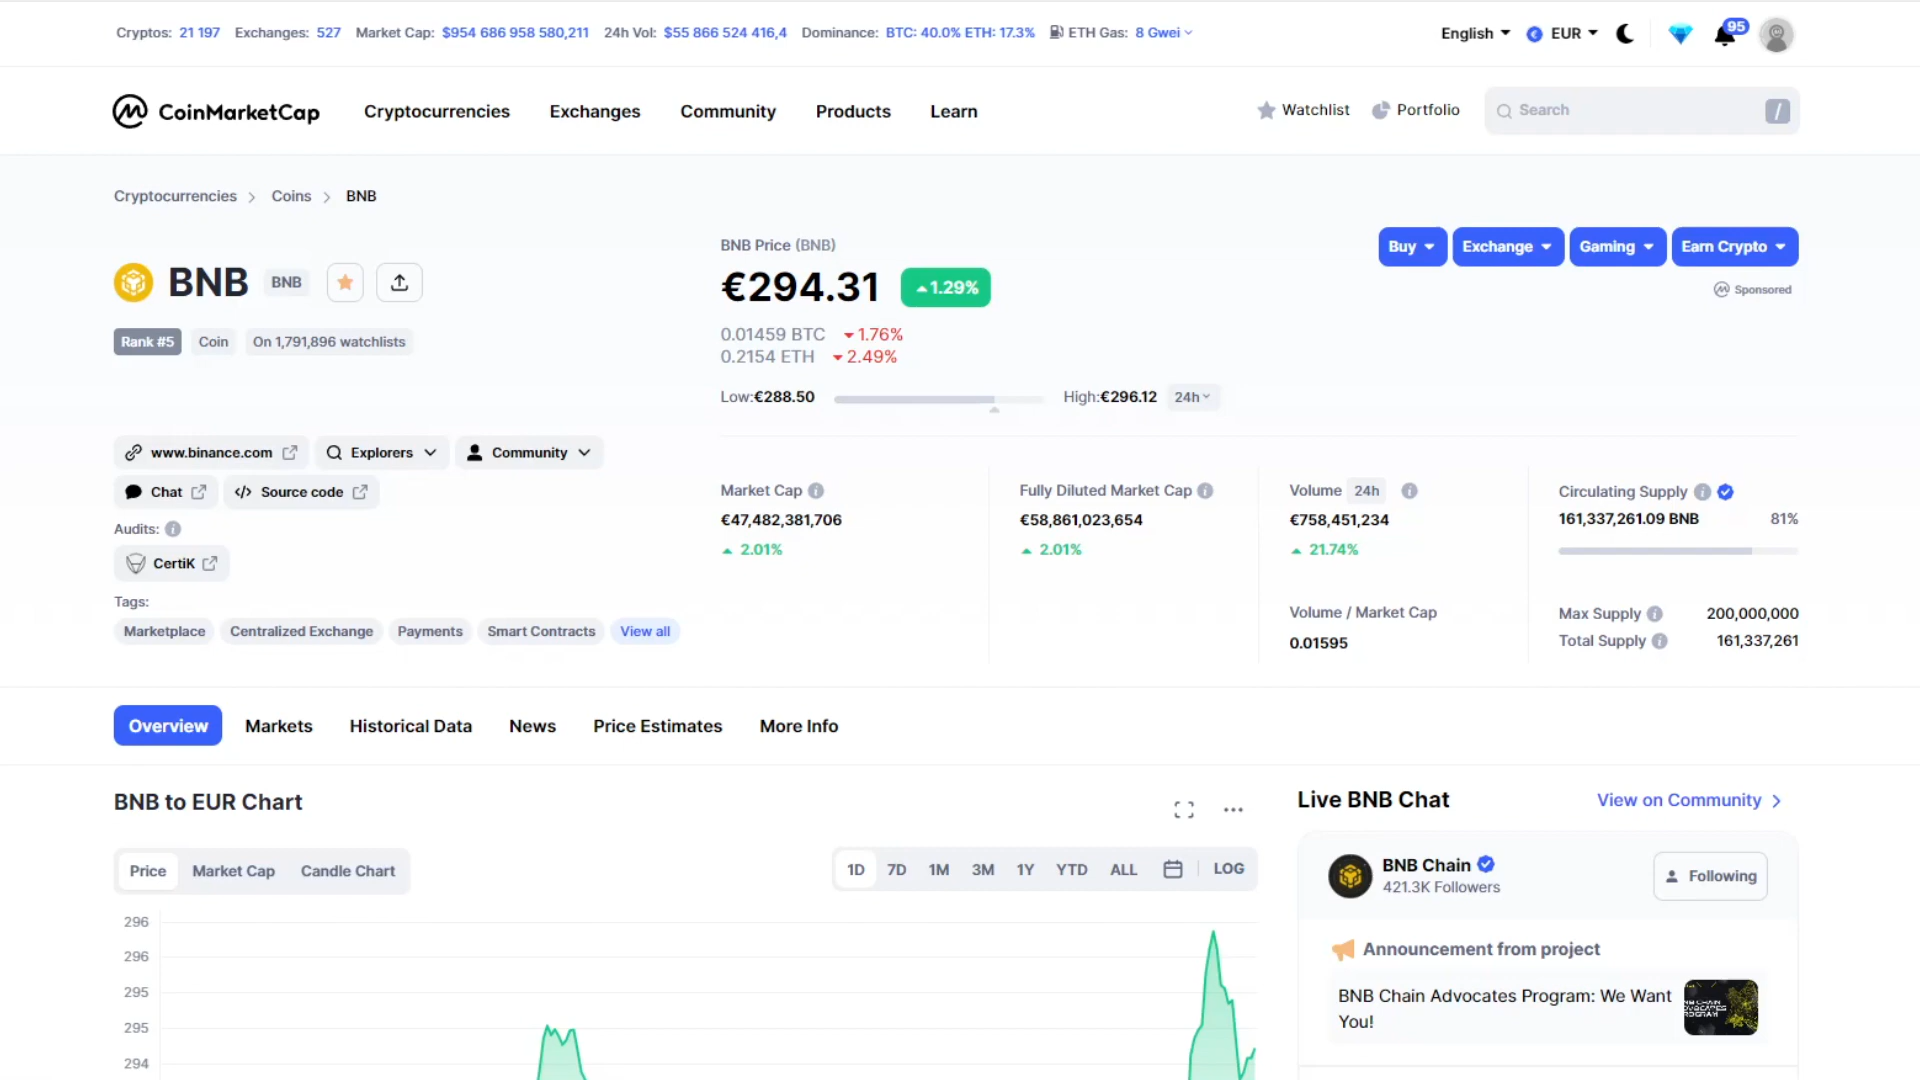 Cryptos: 21 197 Exchanges: 527 Market Cap: $954 686 958 580,211 24h Vol: $55 866 524 416,4 Dominance: BTC: 40.0% ETH: 17.3% ETH Gas: 8 Gwei
English EUR 95
CoinMarketCap Cryptocurrencies Exchanges Community Products Learn Watchlist Portfolio Search /
Cryptocurrencies > Coins > BNB
BNB Price (BNB)
Buy Exchange Gaming Earn Crypto
BNB BNB
€294.31 1.29%
Sponsored
Rank #5 Coin On 1,791,896 watchlists
0.01459 BTC 1.76%
0.2154 ETH 2.49%
Low:€288.50 High:€296.12 24h
www.binance.com Explorers Community
Chat Source code
Audits:
CertiK
Tags:
Marketplace Centralized Exchange Payments Smart Contracts View all
Market Cap
€47,482,381,706
2.01%
Fully Diluted Market Cap
€58,861,023,654
2.01%
Volume 24h
€758,451,234
21.74%
Volume / Market Cap
0.01595
Circulating Supply
161,337,261.09 BNB 81%
Max Supply 200,000,000
Total Supply 161,337,261
Overview Markets Historical Data News Price Estimates More Info
BNB to EUR Chart
Price Market Cap Candle Chart
1D 7D 1M 3M 1Y YTD ALL LOG
296
296
295
295
294
Live BNB Chat View on Community >
BNB Chain
421.3K Followers
Following
Announcement from project
BNB Chain Advocates Program: We Want
You!